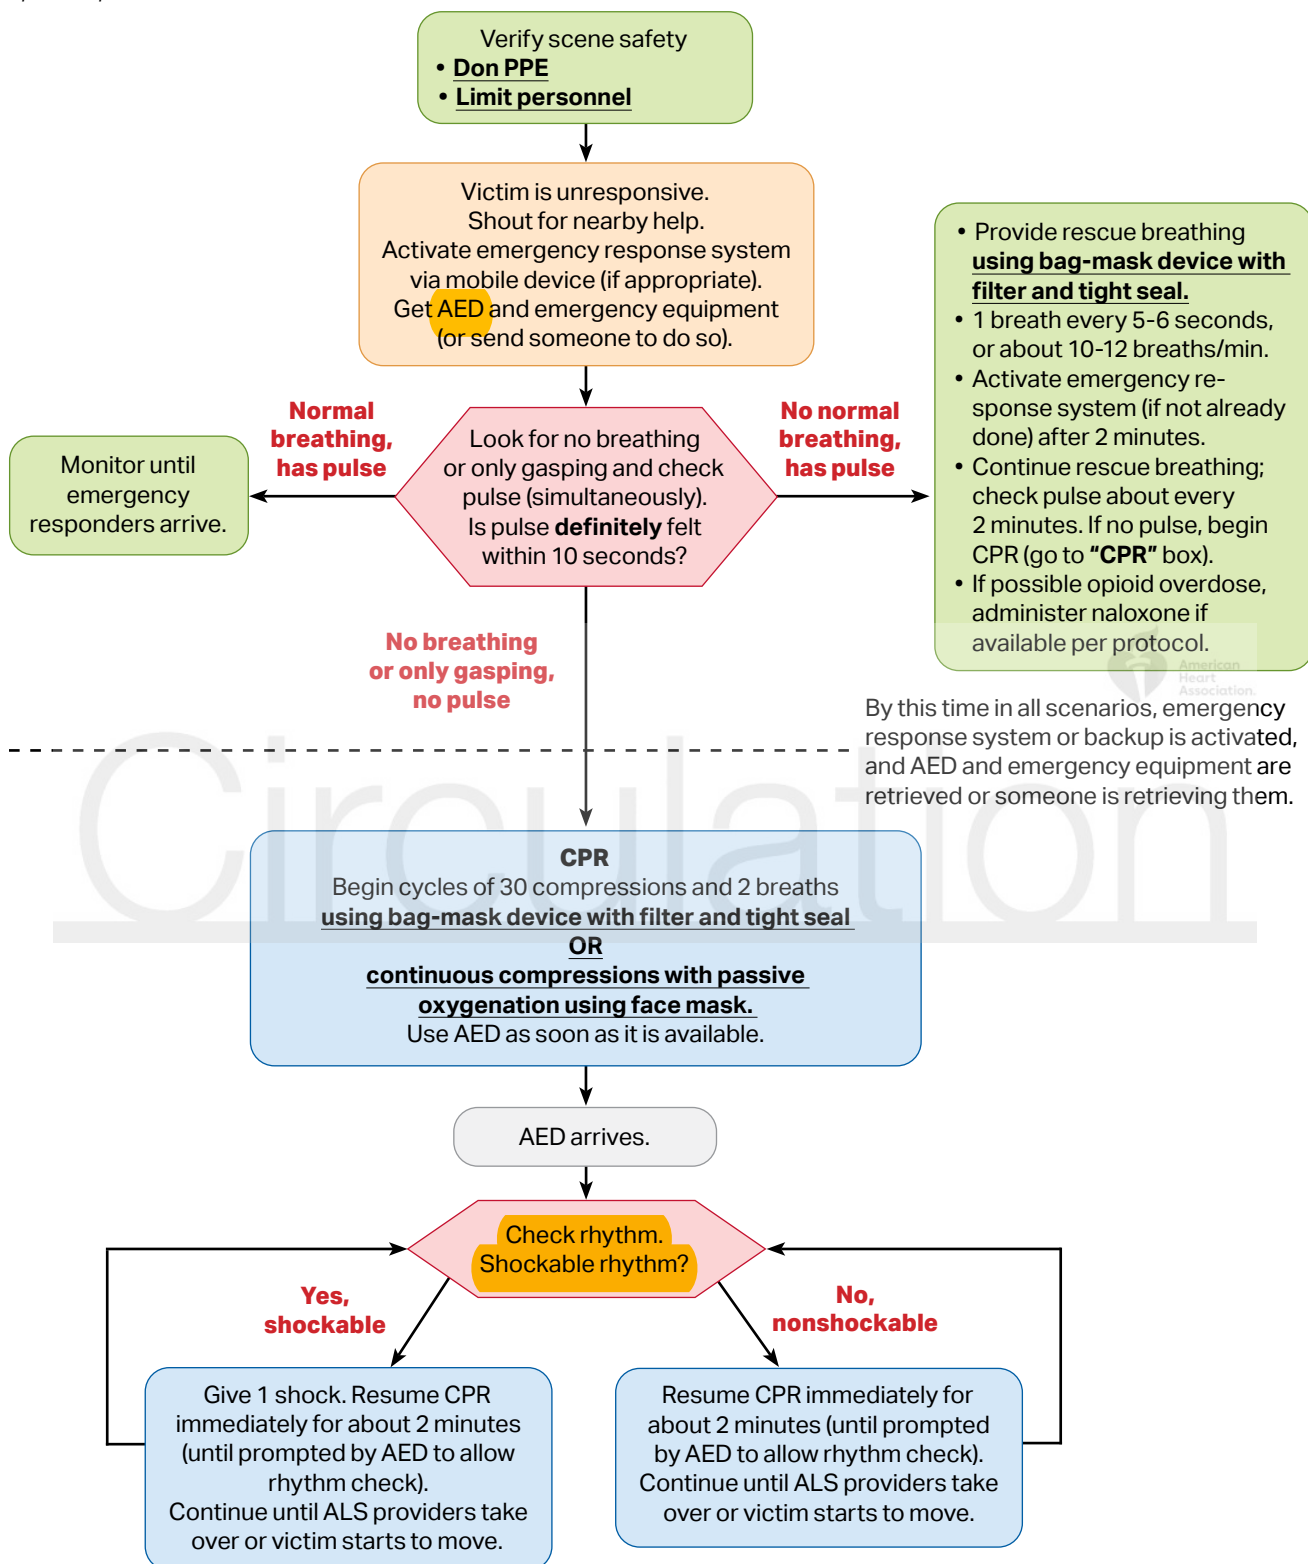 Verify scene safety
• Don PPE
• Limit personnel
Victim is unresponsive.
Shout for nearby help.
Activate emergency response system
via mobile device (if appropriate).
Get AED and emergency equipment
(or send someone to do so).
Normal
breathing,
has pulse
Look for no breathing
or only gasping and check
pulse (simultaneously).
Is pulse definitely felt
within 10 seconds?
No normal
breathing,
has pulse
Monitor until
emergency
responders arrive.
• Provide rescue breathing
using bag-mask device with
filter and tight seal.
• 1 breath every 5-6 seconds,
or about 10-12 breaths/min.
• Activate emergency re-
sponse system (if not already
done) after 2 minutes.
• Continue rescue breathing;
check pulse about every
2 minutes. If no pulse, begin
CPR (go to "CPR" box).
• If possible opioid overdose,
administer naloxone if
available per protocol.
American
Heart
Association.
No breathing
or only gasping,
no pulse
By this time in all scenarios, emergency
response system or backup is activated,
and AED and emergency equipment are
retrieved or someone is retrieving them.
Circulation
CPR
Begin cycles of 30 compressions and 2 breaths
using bag-mask device with filter and tight seal
OR
continuous compressions with passive
oxygenation using face mask.
Use AED as soon as it is available.
AED arrives.
Check rhythm.
Shockable rhythm?
Yes,
shockable
No,
nonshockable
Give 1 shock. Resume CPR
immediately for about 2 minutes
(until prompted by AED to allow
rhythm check).
Continue until ALS providers take
over or victim starts to move.
Resume CPR immediately for
about 2 minutes (until prompted
by AED to allow rhythm check).
Continue until ALS providers take
over or victim starts to move.